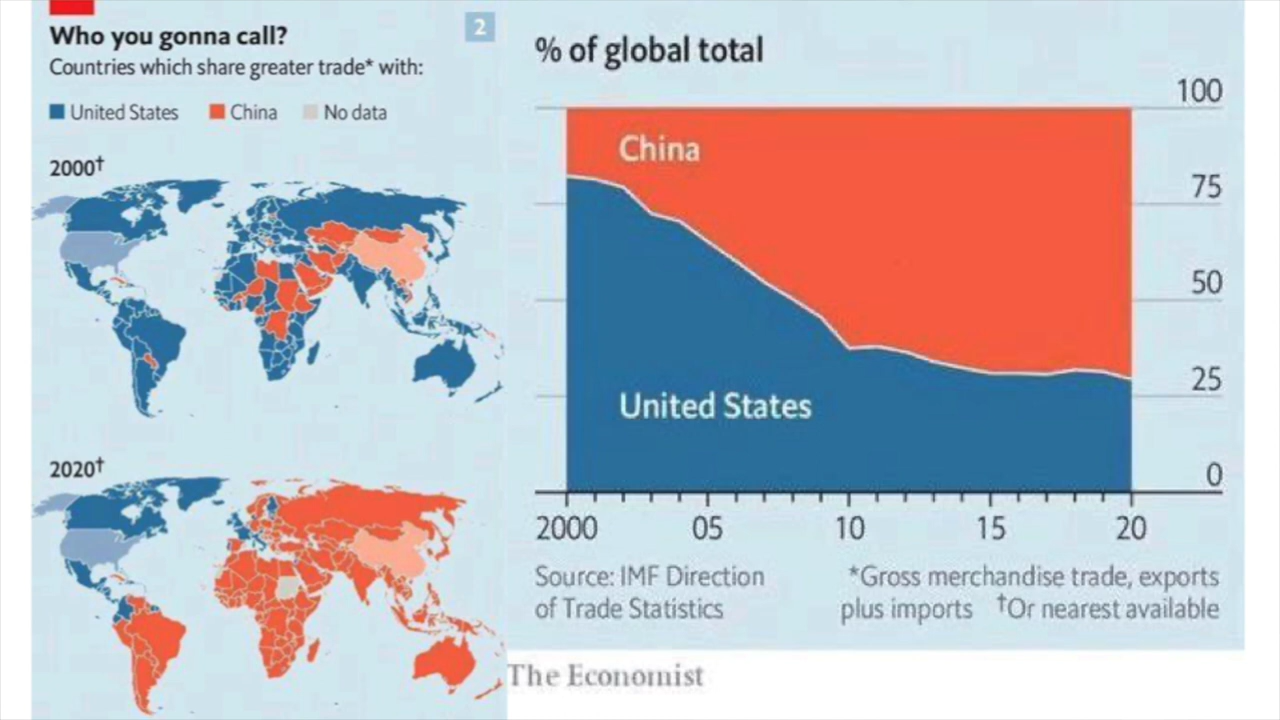 Who you gonna call?
2
Countries which share greater trade* with:
United States China No data
2000†
2020†
% of global total
100
China
75
50
25
United States
0
2000 05 10 15 20
Source: IMF Direction
of Trade Statistics
*Gross merchandise trade, exports
plus imports †Or nearest available
The Economist